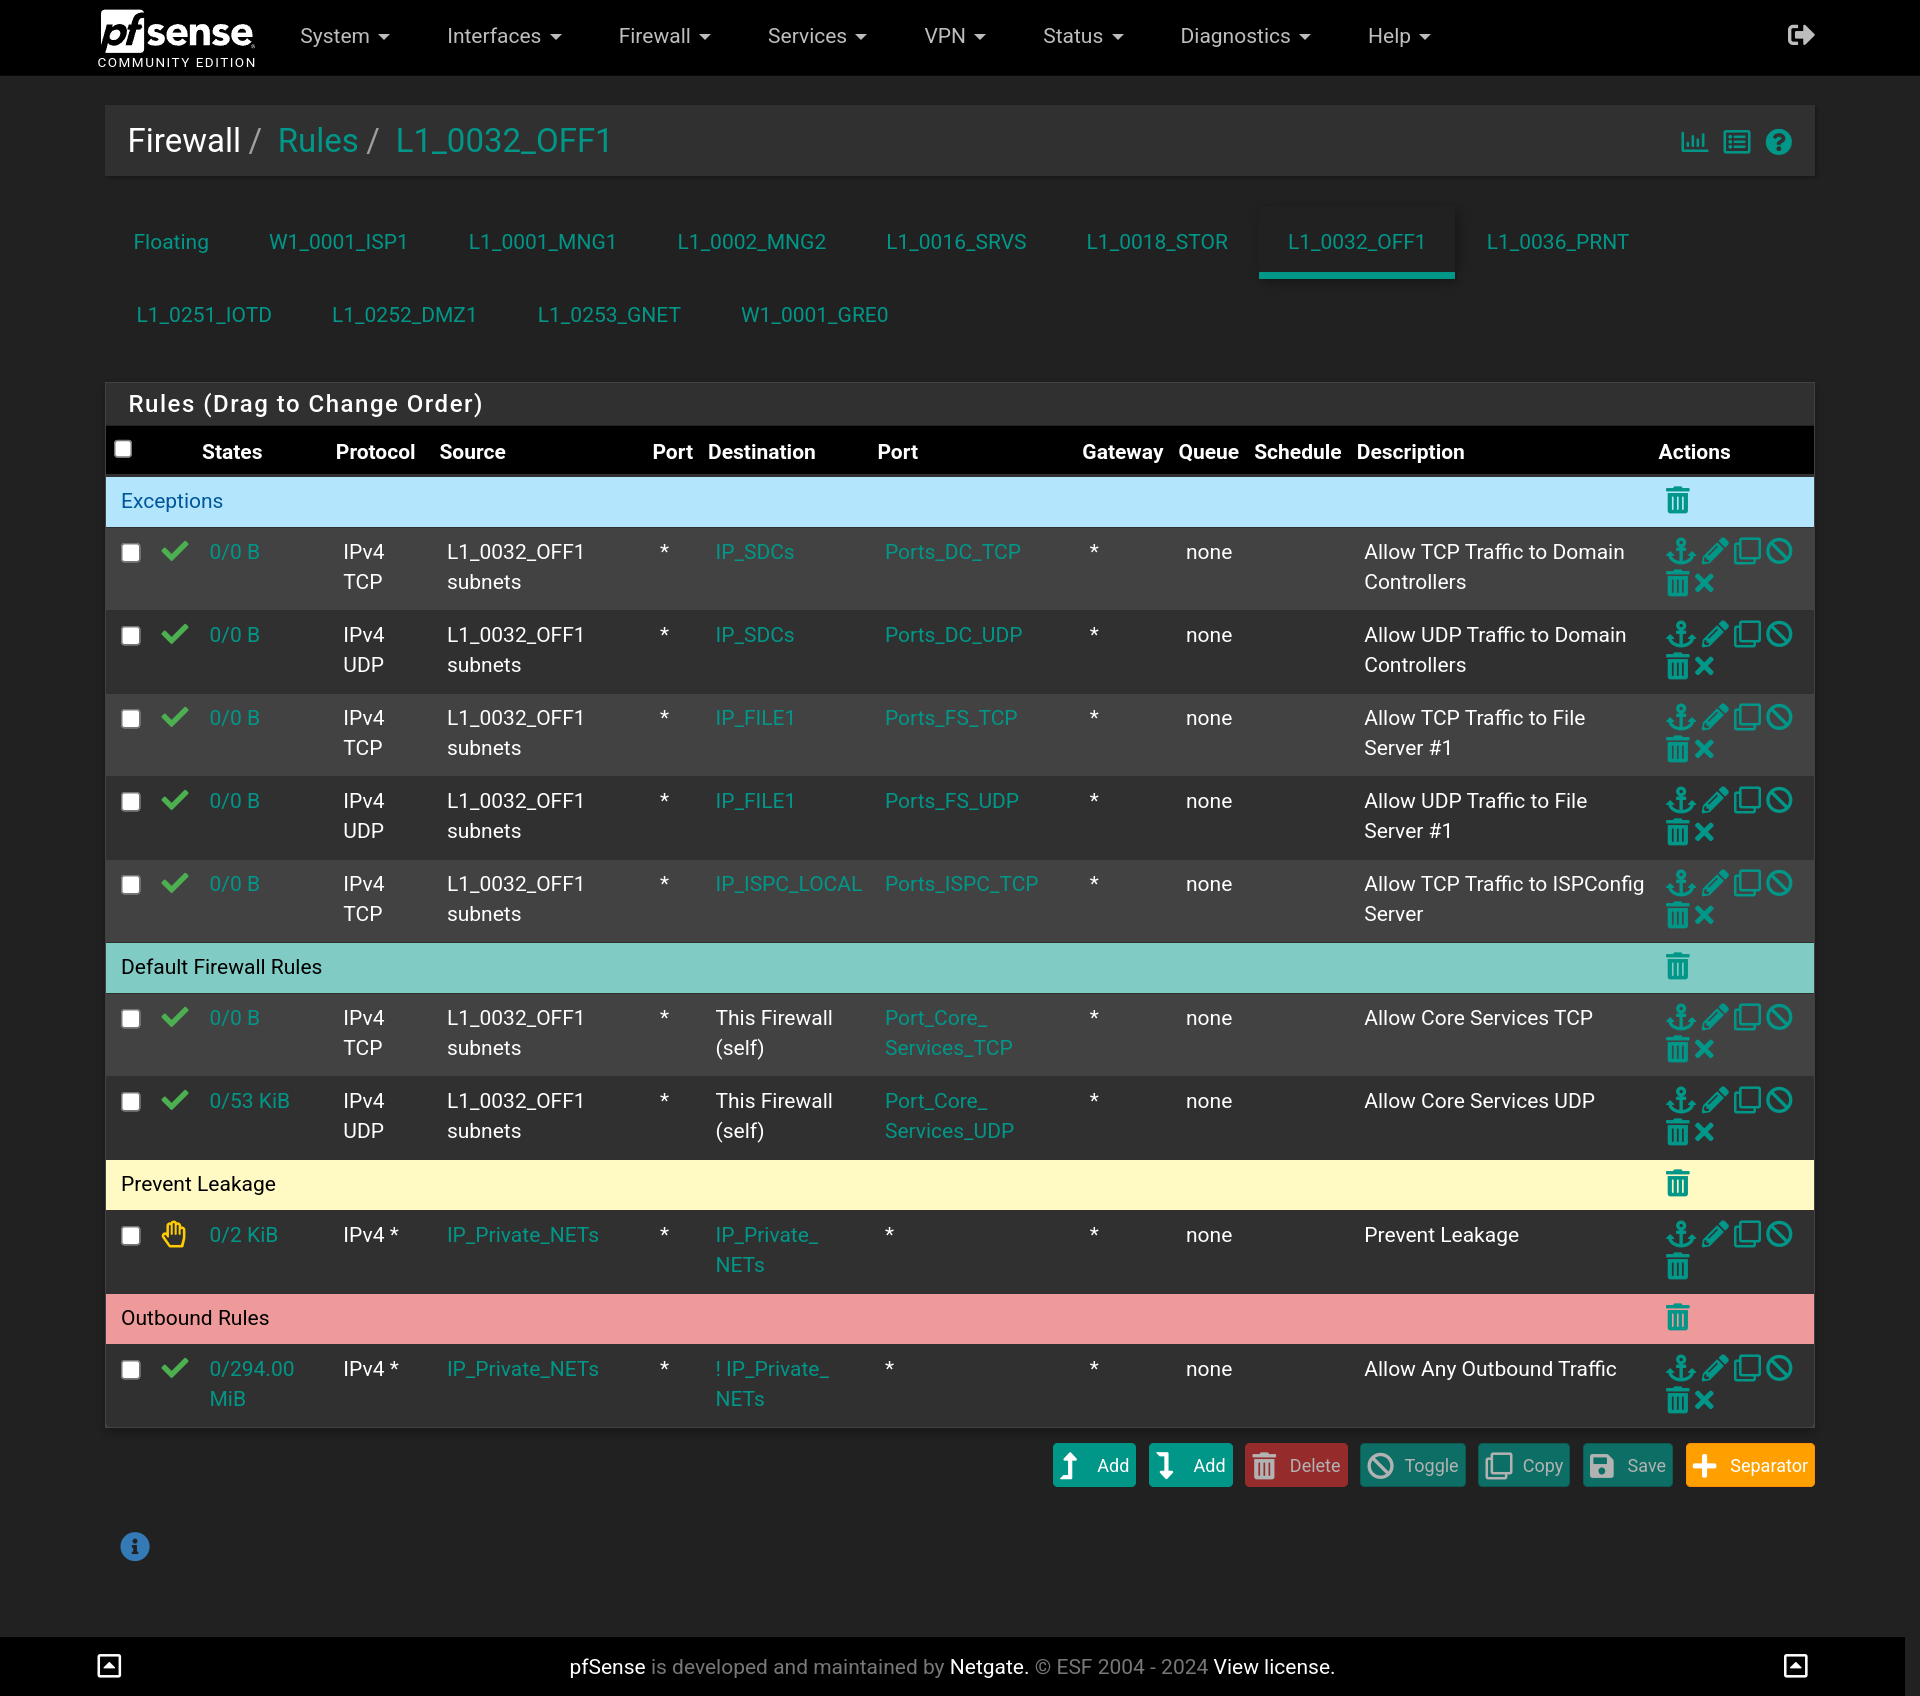 pfsense
COMMUNITY EDITION
System Interfaces Firewall Services VPN Status Diagnostics Help
Firewall / Rules / L1_0032_OFF1
Floating W1_0001_ISP1 L1_0001_MNG1 L1_0002_MNG2 L1_0016_SRVS L1_0018_STOR L1_0032_OFF1 L1_0036_PRNT
L1_0251_IOTD L1_0252_DMZ1 L1_0253_GNET W1_0001_GRE0
Rules (Drag to Change Order)
States Protocol Source Port Destination Port Gateway Queue Schedule Description Actions
Exceptions
0/0 B IPv4 L1_0032_OFF1 * IP_SDCs Ports_DC_TCP * none Allow TCP Traffic to Domain
TCP subnets Controllers
0/0 B IPv4 L1_0032_OFF1 * IP_SDCs Ports_DC_UDP * none Allow UDP Traffic to Domain
UDP subnets Controllers
0/0 B IPv4 L1_0032_OFF1 * IP_FILE1 Ports_FS_TCP * none Allow TCP Traffic to File
TCP subnets Server #1
0/0 B IPv4 L1_0032_OFF1 * IP_FILE1 Ports_FS_UDP * none Allow UDP Traffic to File
UDP subnets Server #1
0/0 B IPv4 L1_0032_OFF1 * IP_ISPC_LOCAL Ports_ISPC_TCP * none Allow TCP Traffic to ISPConfig
TCP subnets Server
Default Firewall Rules
0/0 B IPv4 L1_0032_OFF1 * This Firewall Port_Core_ * none Allow Core Services TCP
TCP subnets (self) Services_TCP
0/53 KiB IPv4 L1_0032_OFF1 * This Firewall Port_Core_ * none Allow Core Services UDP
UDP subnets (self) Services_UDP
Prevent Leakage
0/2 KiB IPv4 * IP_Private_NETs * IP_Private_ * * none Prevent Leakage
NETs
Outbound Rules
0/294.00 IPv4 * IP_Private_NETs * ! IP_Private_ * * none Allow Any Outbound Traffic
MiB NETs
Add Add Delete Toggle Copy Save Separator
pfSense is developed and maintained by Netgate. © ESF 2004 - 2024 View license.